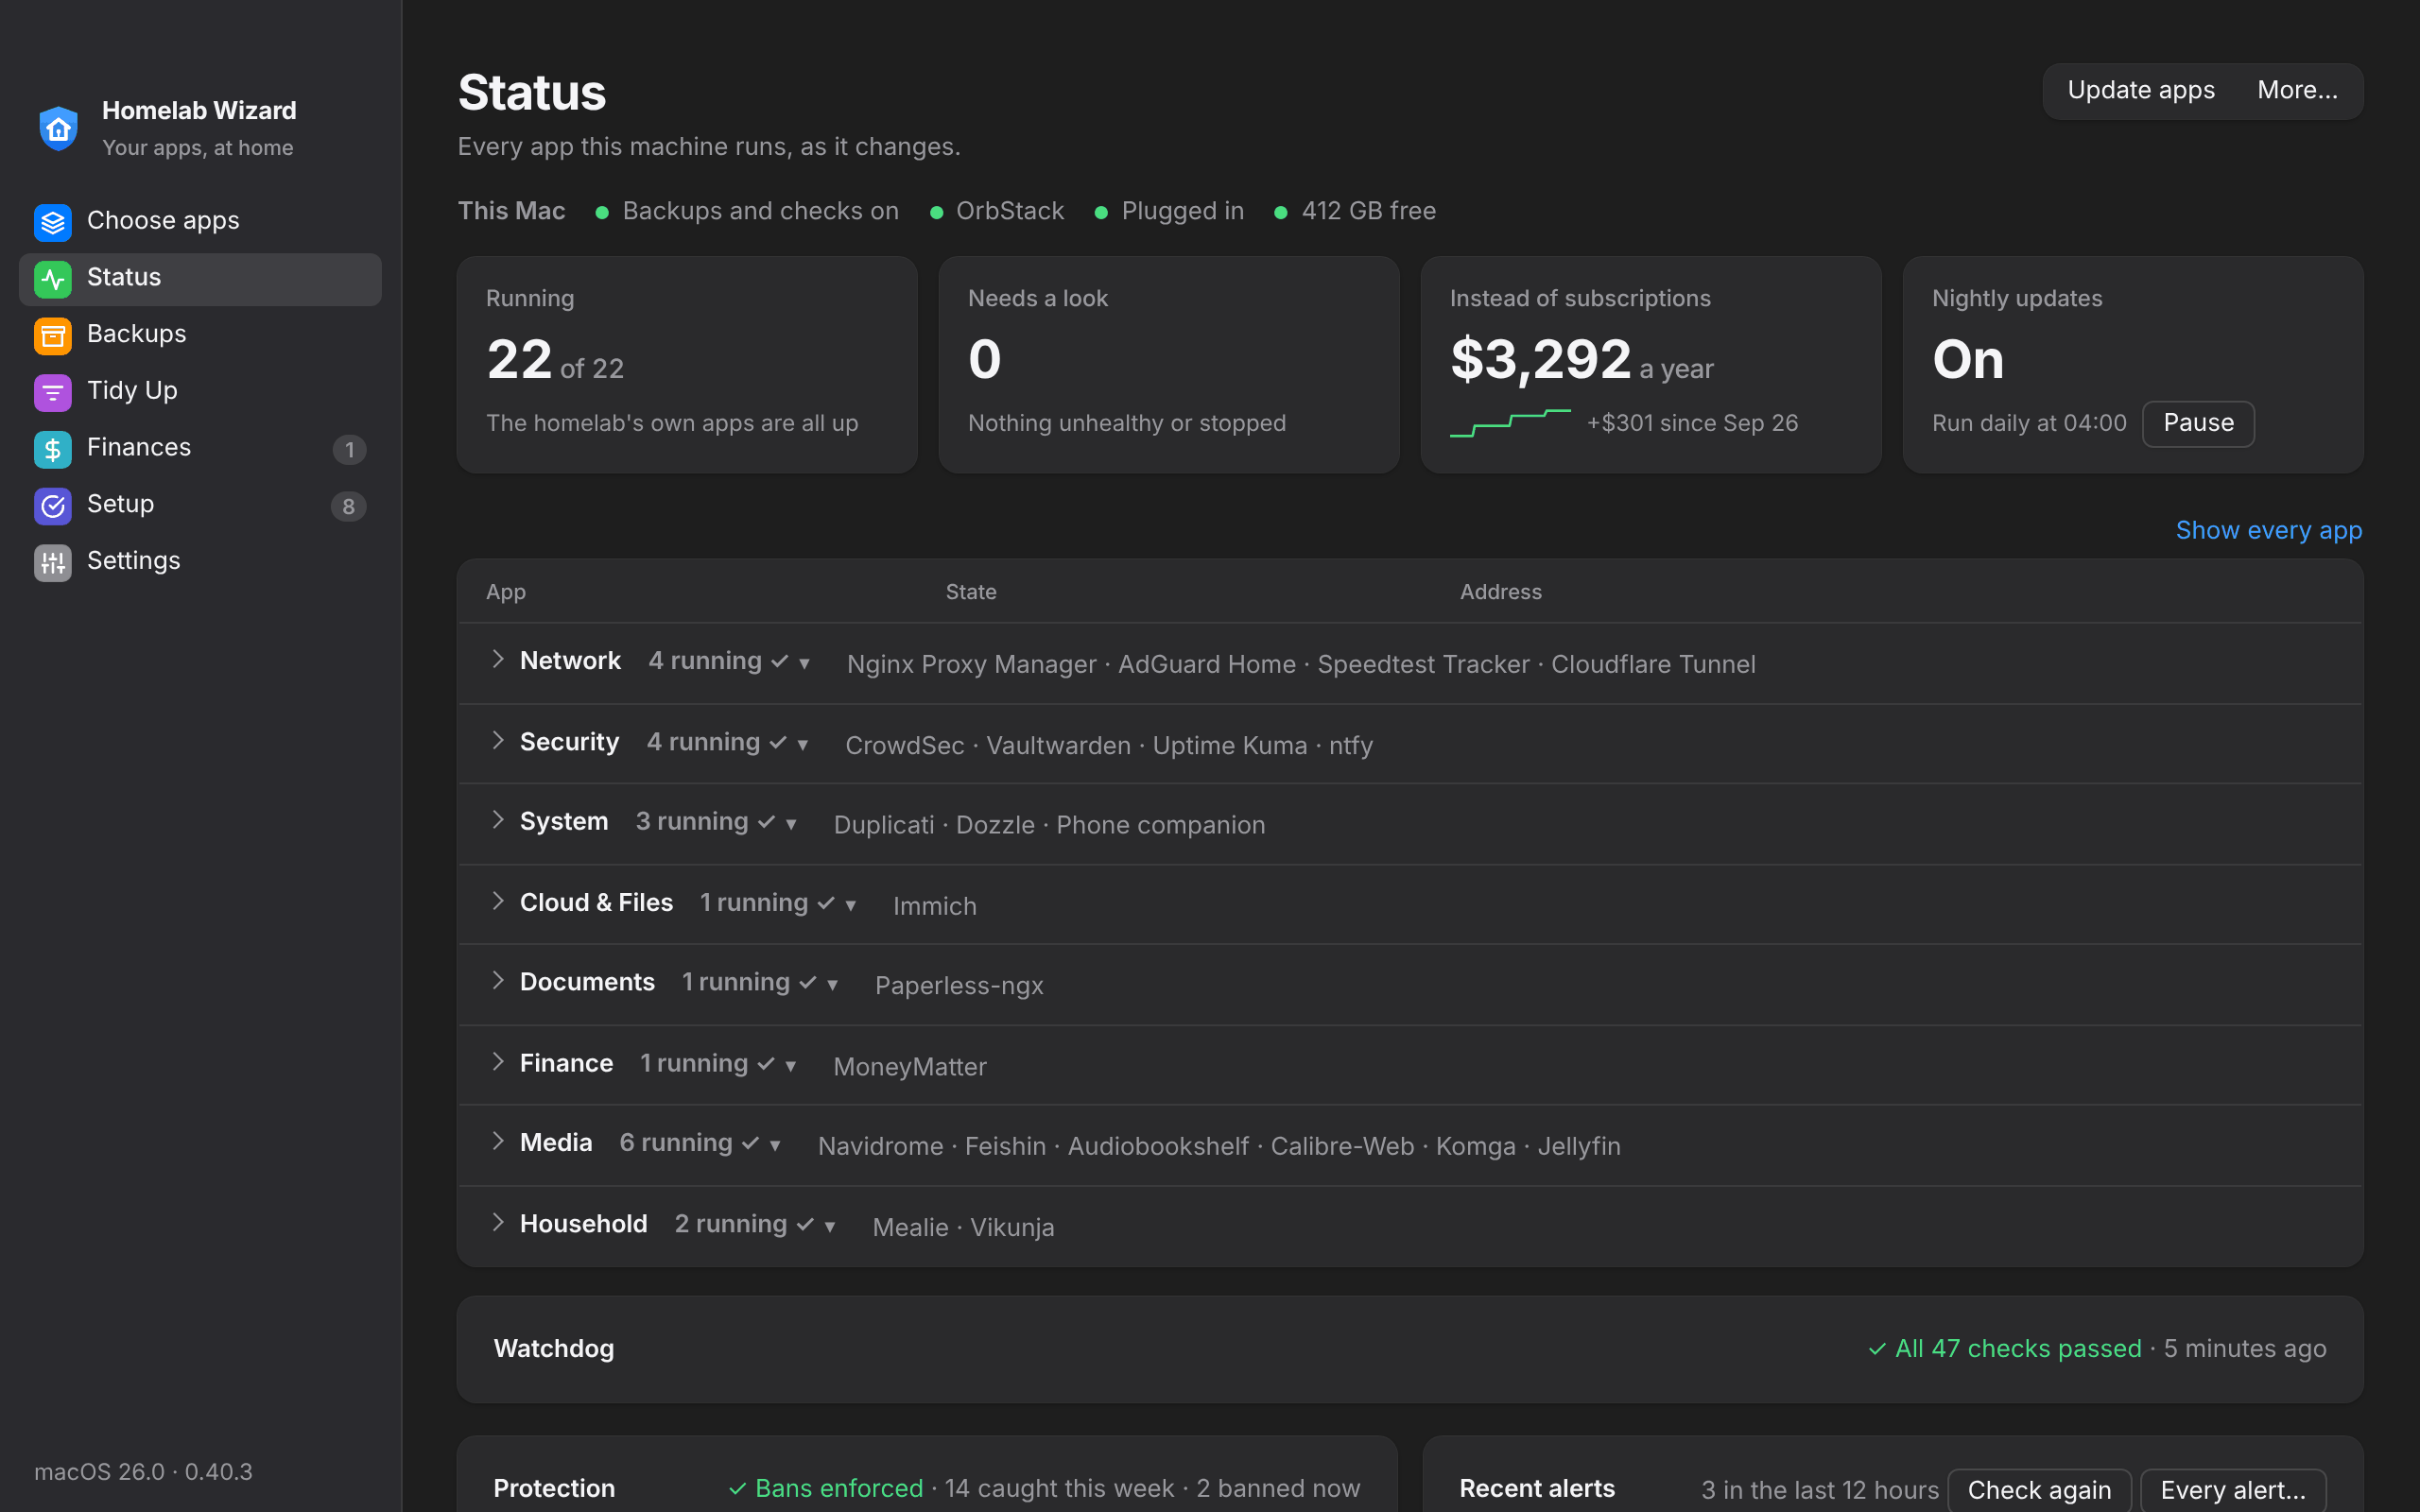 Homelab Wizard
Your apps, at home
Choose apps
Status
Backups
Tidy Up
Finances 1
Setup 8
Settings
macOS 26.0 · 0.40.3
Status
Every app this machine runs, as it changes.
Update apps More...
This Mac Backups and checks on OrbStack Plugged in 412 GB free
Running
22 of 22
The homelab's own apps are all up
Needs a look
0
Nothing unhealthy or stopped
Instead of subscriptions
$3,292 a year
+$301 since Sep 26
Nightly updates
On
Run daily at 04:00 Pause
Show every app
App State Address
Network 4 running ✓ ▾ Nginx Proxy Manager · AdGuard Home · Speedtest Tracker · Cloudflare Tunnel
Security 4 running ✓ ▾ CrowdSec · Vaultwarden · Uptime Kuma · ntfy
System 3 running ✓ ▾ Duplicati · Dozzle · Phone companion
Cloud & Files 1 running ✓ ▾ Immich
Documents 1 running ✓ ▾ Paperless-ngx
Finance 1 running ✓ ▾ MoneyMatter
Media 6 running ✓ ▾ Navidrome · Feishin · Audiobookshelf · Calibre-Web · Komga · Jellyfin
Household 2 running ✓ ▾ Mealie · Vikunja
Watchdog ✓ All 47 checks passed · 5 minutes ago
Protection ✓ Bans enforced · 14 caught this week · 2 banned now
Recent alerts 3 in the last 12 hours Check again Every alert...